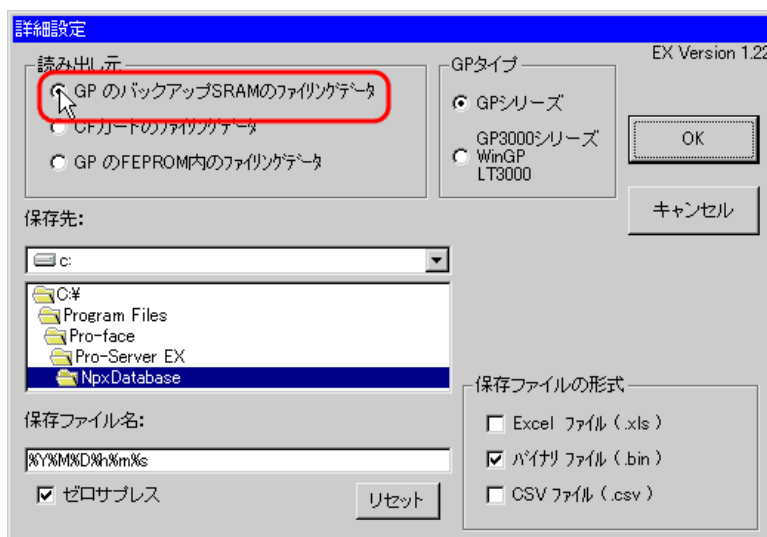 詳細設定
EX Version 1.22
読み出し元
GP のバックアップSRAMのファイリングデータ
CFカードのファイリングデータ
GP のFEPROM内のファイリングデータ
GPタイプ
GPシリーズ
GP3000シリーズ
WinGP
LT3000
OK
キャンセル
保存先:
c:
C:¥
Program Files
Pro-face
Pro-Server EX
NpxDatabase
保存ファイル名:
%Y%M%D%h%m%s
ゼロサプレス
リセット
保存ファイルの形式
Excel ファイル (.xls)
バイナリ ファイル (.bin)
CSV ファイル (.csv)